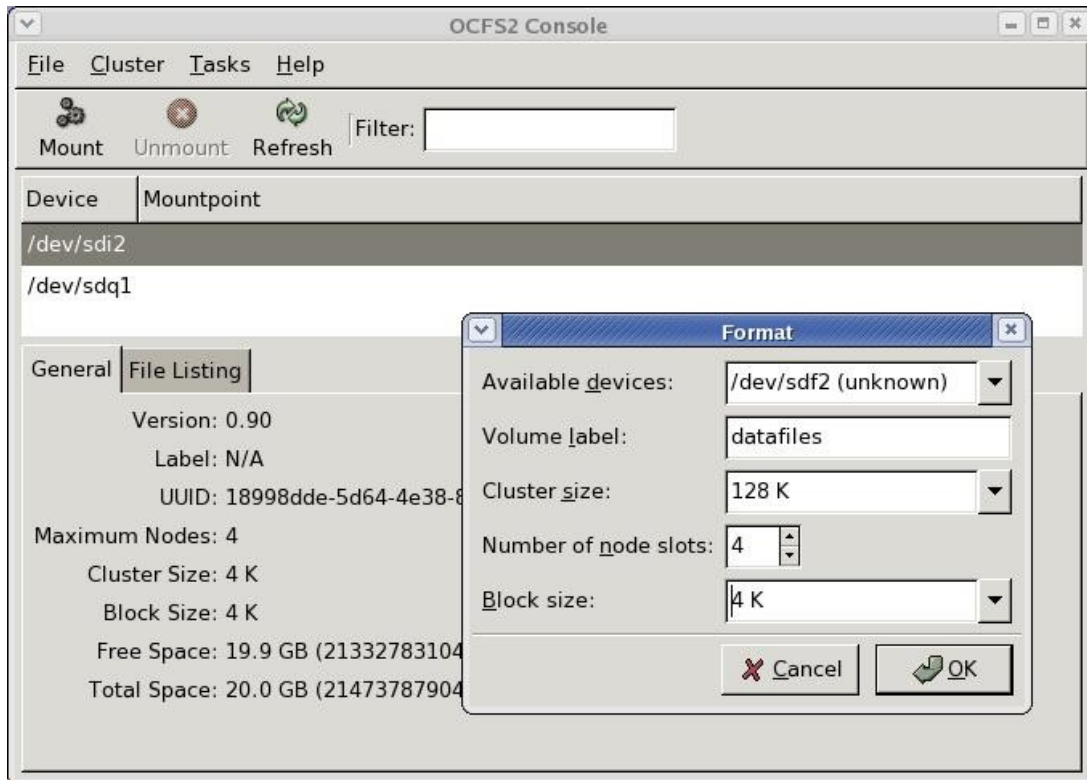 OCFS2 Console
File Cluster Tasks Help
Mount Unmount Refresh Filter:
Device Mountpoint
/dev/sdi2
/dev/sdq1
General File Listing
Version: 0.90
Label: N/A
UUID: 18998dde-5d64-4e38-
Maximum Nodes: 4
Cluster Size: 4 K
Block Size: 4 K
Free Space: 19.9 GB (21332783104
Total Space: 20.0 GB (21473787904
Format
Available devices: /dev/sdf2 (unknown)
Volume label: datafiles
Cluster size: 128 K
Number of node slots: 4
Block size: 4 K
Cancel OK